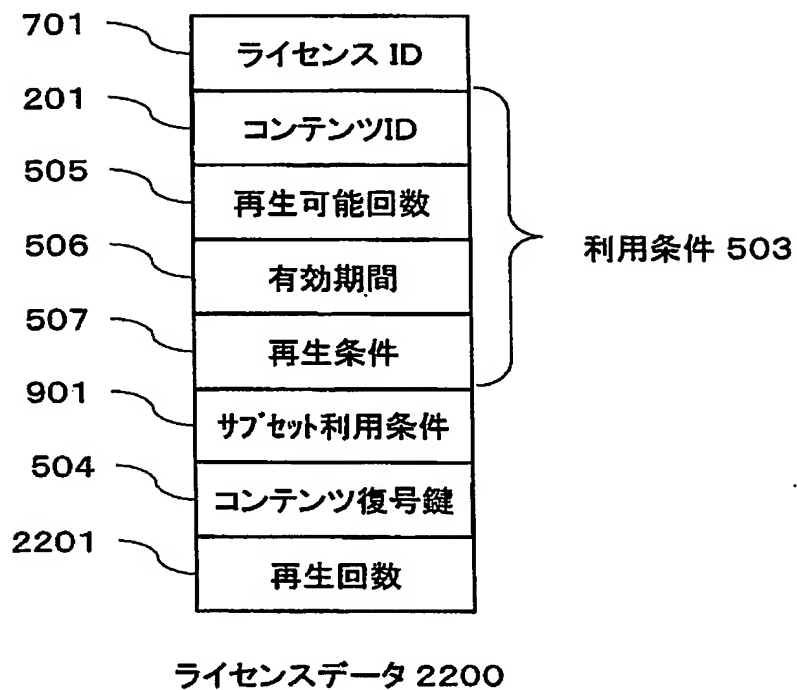 701 ライセンス ID
201 コンテンツID
505 再生可能回数
506 有効期間
利用条件 503
507 再生条件
901 ｻﾌﾞｾｯﾄ利用条件
504 コンテンツ復号鍵
2201 再生回数
ライセンスデータ 2200